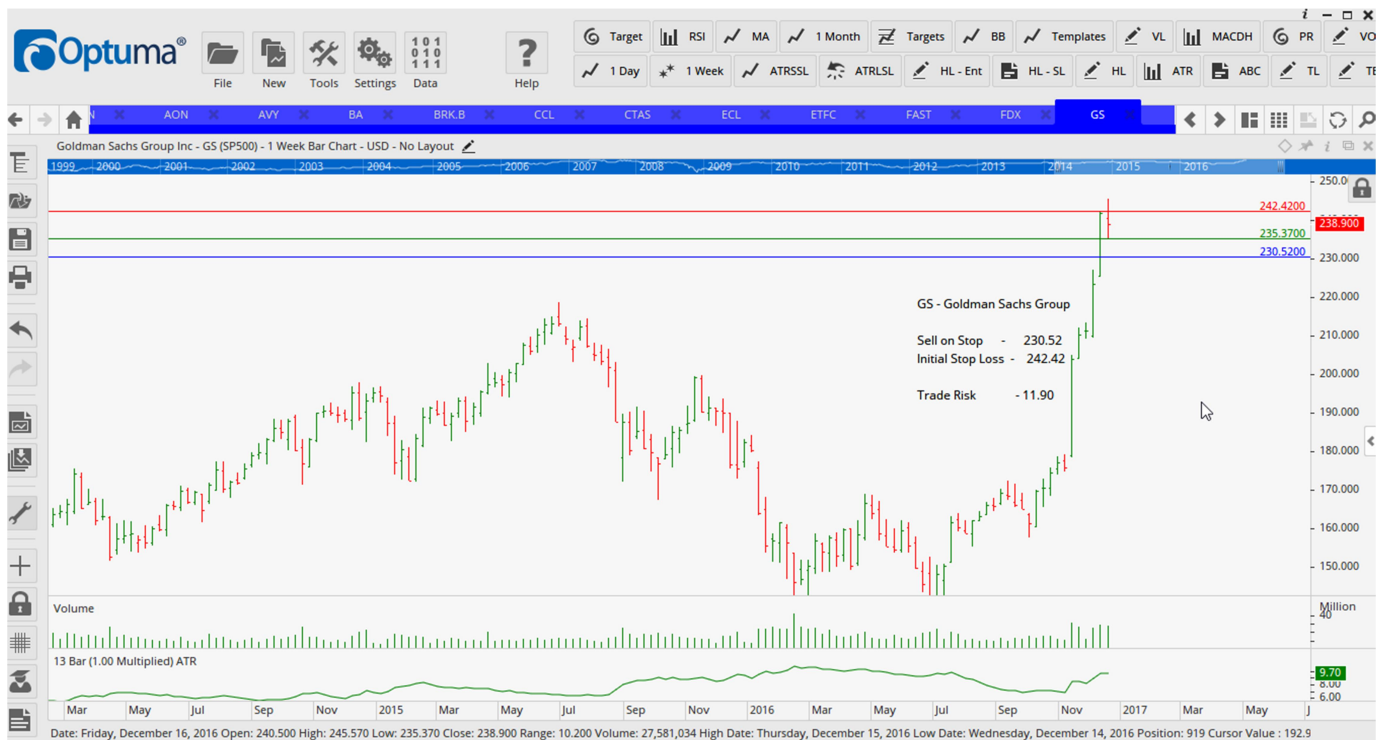 i
Optuma®
File
New
Tools
Settings
101
010
111
Data
?
Help
Target RSI MA 1 Month Targets BB Templates VL MACDH PR VO
1 Day 1 Week ATRSSL ATRLSL HL - Ent HL - SL HL ATR ABC TL TE
N AON AVY BA BRK.B CCL CTAS ECL ETFC FAST FDX GS
Goldman Sachs Group Inc - GS (SP500) - 1 Week Bar Chart - USD - No Layout
1999 2000 2001 2002 2003 2004 2005 2006 2007 2008 2009 2010 2011 2012 2013 2014 2015 2016
250.0
242.4200
238.900
235.3700
230.5200
230.000
GS - Goldman Sachs Group
220.000
Sell on Stop - 230.52
210.000
Initial Stop Loss - 242.42
200.000
Trade Risk - 11.90
190.000
180.000
170.000
160.000
150.000
Volume
Million
40
13 Bar (1.00 Multiplied) ATR
9.70
8.00
6.00
Mar May Jul Sep Nov 2015 Mar May Jul Sep Nov 2016 Mar May Jul Sep Nov 2017 Mar May J
Date: Friday, December 16, 2016 Open: 240.500 High: 245.570 Low: 235.370 Close: 238.900 Range: 10.200 Volume: 27,581,034 High Date: Thursday, December 15, 2016 Low Date: Wednesday, December 14, 2016 Position: 919 Cursor Value : 192.9